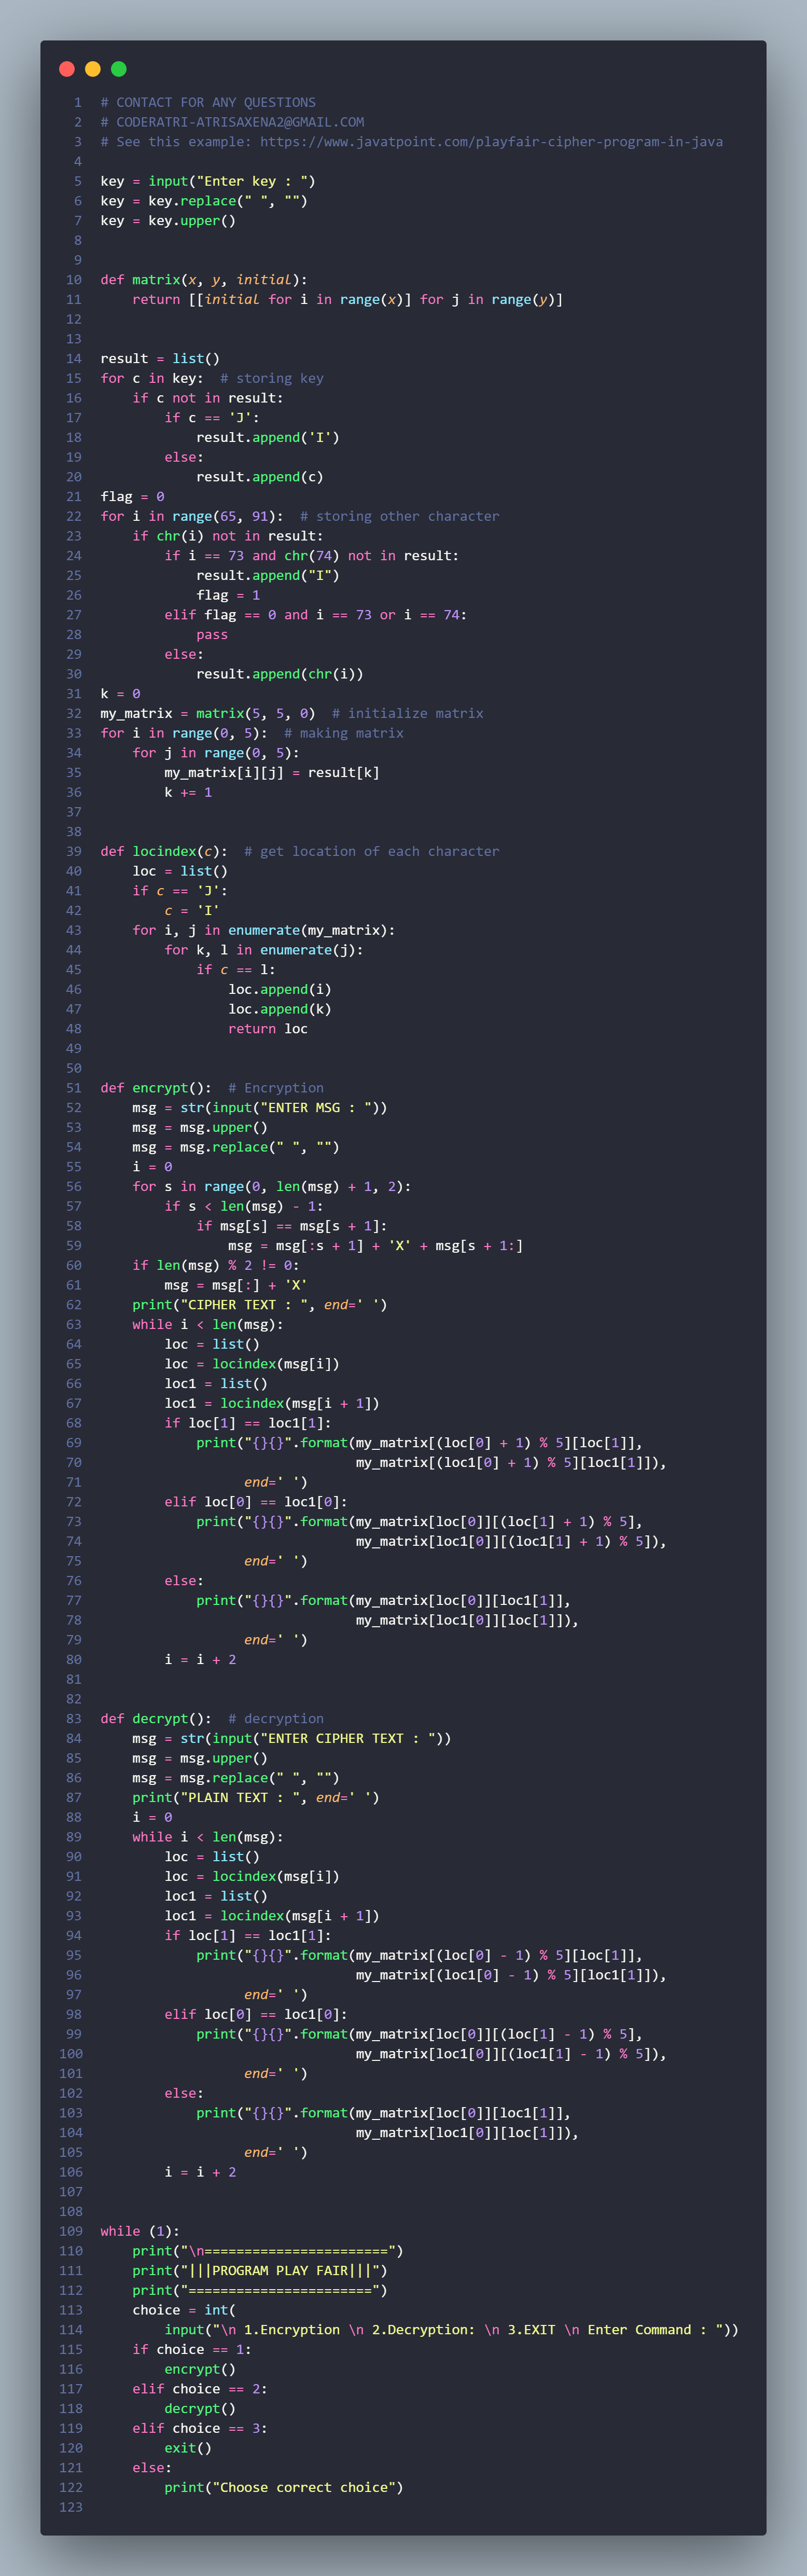 1 # CONTACT FOR ANY QUESTIONS
2 # CODERATRI-ATRISAXENA2@GMAIL.COM
3 # See this example: https://www.javatpoint.com/playfair-cipher-program-in-java
4
5 key = input("Enter key : ")
6 key = key.replace(" ", "")
7 key = key.upper()
8
9
10 def matrix(x, y, initial):
11     return [[initial for i in range(x)] for j in range(y)]
12
13
14 result = list()
15 for c in key:  # storing key
16     if c not in result:
17         if c == 'J':
18             result.append('I')
19         else:
20             result.append(c)
21 flag = 0
22 for i in range(65, 91):  # storing other character
23     if chr(i) not in result:
24         if i == 73 and chr(74) not in result:
25             result.append("I")
26             flag = 1
27         elif flag == 0 and i == 73 or i == 74:
28             pass
29         else:
30             result.append(chr(i))
31 k = 0
32 my_matrix = matrix(5, 5, 0)  # initialize matrix
33 for i in range(0, 5):  # making matrix
34     for j in range(0, 5):
35         my_matrix[i][j] = result[k]
36         k += 1
37
38
39 def locindex(c):  # get location of each character
40     loc = list()
41     if c == 'J':
42         c = 'I'
43     for i, j in enumerate(my_matrix):
44         for k, l in enumerate(j):
45             if c == l:
46                 loc.append(i)
47                 loc.append(k)
48                 return loc
49
50
51 def encrypt():  # Encryption
52     msg = str(input("ENTER MSG : "))
53     msg = msg.upper()
54     msg = msg.replace(" ", "")
55     i = 0
56     for s in range(0, len(msg) + 1, 2):
57         if s < len(msg) - 1:
58             if msg[s] == msg[s + 1]:
59                 msg = msg[:s + 1] + 'X' + msg[s + 1:]
60     if len(msg) % 2 != 0:
61         msg = msg[:] + 'X'
62     print("CIPHER TEXT : ", end=' ')
63     while i < len(msg):
64         loc = list()
65         loc = locindex(msg[i])
66         loc1 = list()
67         loc1 = locindex(msg[i + 1])
68         if loc[1] == loc1[1]:
69             print("{}{}".format(my_matrix[(loc[0] + 1) % 5][loc[1]],
70                                 my_matrix[(loc1[0] + 1) % 5][loc1[1]]),
71                   end=' ')
72         elif loc[0] == loc1[0]:
73             print("{}{}".format(my_matrix[loc[0]][(loc[1] + 1) % 5],
74                                 my_matrix[loc1[0]][(loc1[1] + 1) % 5]),
75                   end=' ')
76         else:
77             print("{}{}".format(my_matrix[loc[0]][loc1[1]],
78                                 my_matrix[loc1[0]][loc[1]]),
79                   end=' ')
80         i = i + 2
81
82
83 def decrypt():  # decryption
84     msg = str(input("ENTER CIPHER TEXT : "))
85     msg = msg.upper()
86     msg = msg.replace(" ", "")
87     print("PLAIN TEXT : ", end=' ')
88     i = 0
89     while i < len(msg):
90         loc = list()
91         loc = locindex(msg[i])
92         loc1 = list()
93         loc1 = locindex(msg[i + 1])
94         if loc[1] == loc1[1]:
95             print("{}{}".format(my_matrix[(loc[0] - 1) % 5][loc[1]],
96                                 my_matrix[(loc1[0] - 1) % 5][loc1[1]]),
97                   end=' ')
98         elif loc[0] == loc1[0]:
99             print("{}{}".format(my_matrix[loc[0]][(loc[1] - 1) % 5],
100                                 my_matrix[loc1[0]][(loc1[1] - 1) % 5]),
101                   end=' ')
102         else:
103             print("{}{}".format(my_matrix[loc[0]][loc1[1]],
104                                 my_matrix[loc1[0]][loc[1]]),
105                   end=' ')
106         i = i + 2
107
108
109 while (1):
110     print("\n=======================")
111     print("|||PROGRAM PLAY FAIR|||")
112     print("=======================")
113     choice = int(
114         input("\n 1.Encryption \n 2.Decryption: \n 3.EXIT \n Enter Command : "))
115     if choice == 1:
116         encrypt()
117     elif choice == 2:
118         decrypt()
119     elif choice == 3:
120         exit()
121     else:
122         print("Choose correct choice")
123